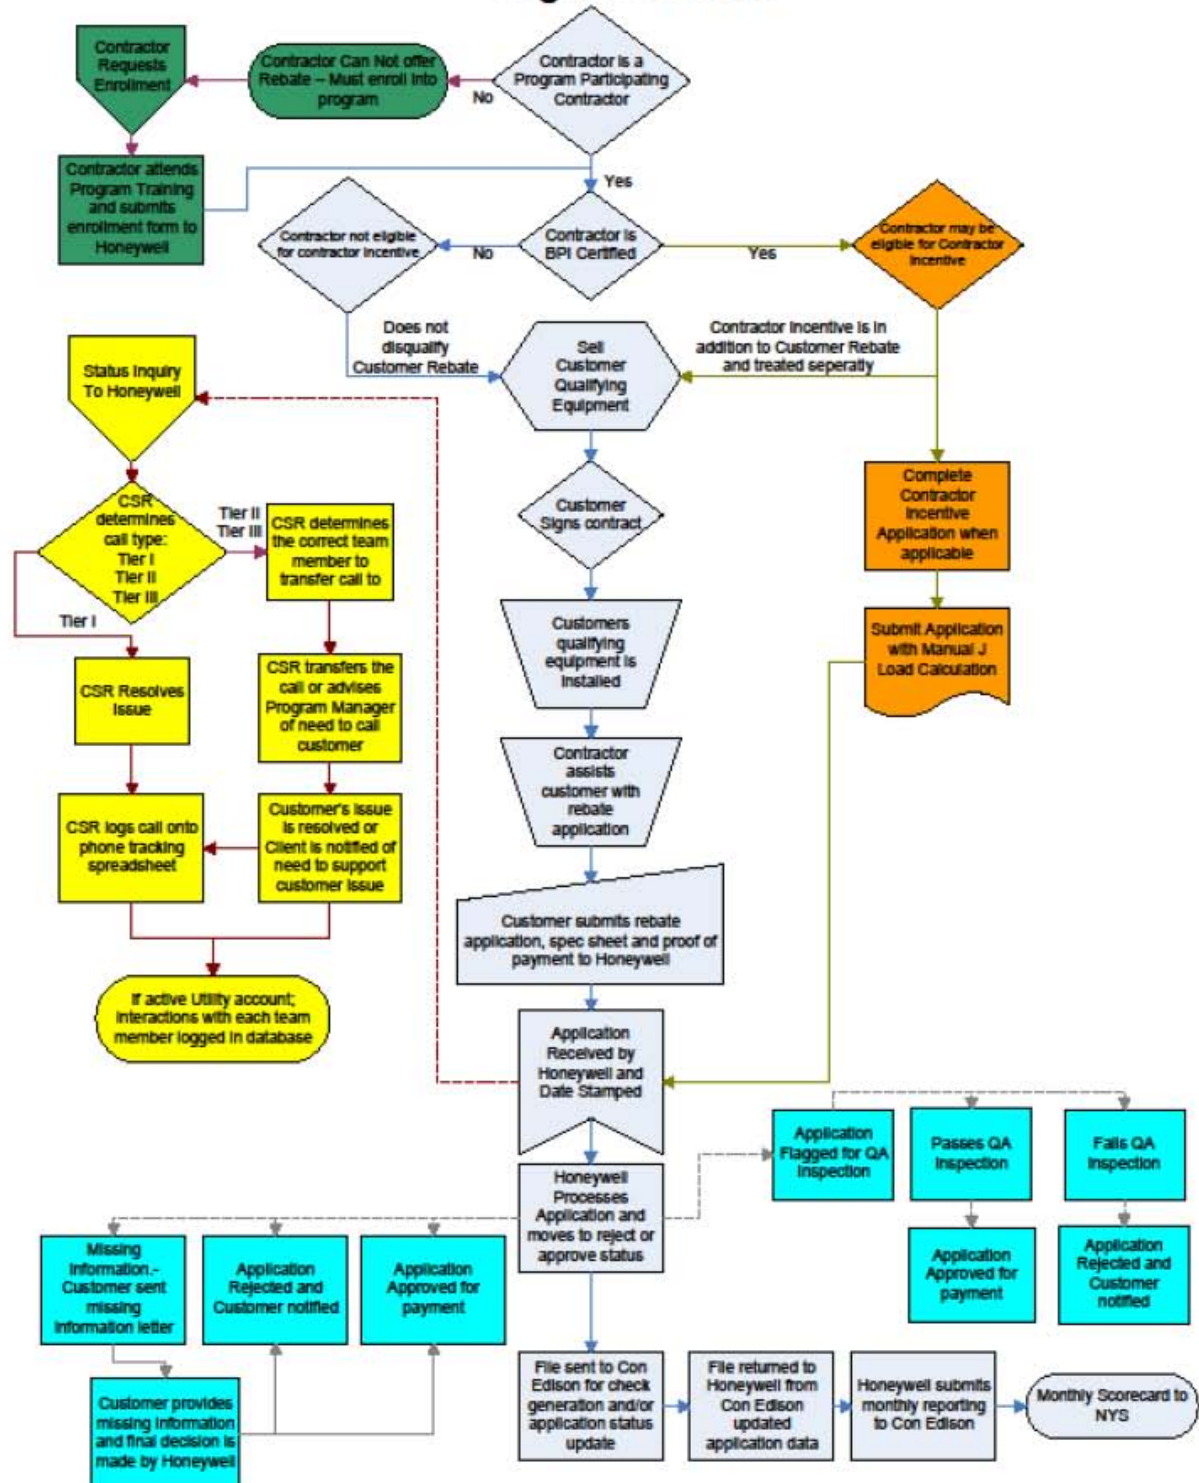 Contractor
Requests
Enrollment
Contractor Can Not offer
Rebate – Must enroll into
program
No
Contractor is a
Program Participating
Contractor
Contractor attends
Program Training
and submits
enrollment form to
Honeywell
Yes
Contractor not eligible
for contractor incentive
No
Contractor is
BPI Certified
Yes
Contractor may be
eligible for Contractor
Incentive
Does not
disqualify
Customer Rebate
Sell
Customer
Qualifying
Equipment
Contractor Incentive is in
addition to Customer Rebate
and treated seperatly
Status Inquiry
To Honeywell
CSR
determines
call type:
Tier I
Tier II
Tier III
Tier II
Tier III
CSR determines
the correct team
member to
transfer call to
Customer
Signs contract
Complete
Contractor
Incentive
Application when
applicable
Tier I
CSR Resolves
Issue
CSR transfers the
call or advises
Program Manager
of need to call
customer
Customers
qualifying
equipment is
Installed
Submit Application
with Manual J
Load Calculation
Contractor
assists
customer with
rebate
application
CSR logs call onto
phone tracking
spreadsheet
Customer's issue
is resolved or
Client is notified of
need to support
customer issue
Customer submits rebate
application, spec sheet and proof of
payment to Honeywell
If active Utility account;
interactions with each team
member logged in database
Application
Received by
Honeywell and
Date Stamped
Application
Flagged for QA
Inspection
Passes QA
Inspection
Fails QA
Inspection
Honeywell
Processes
Application and
moves to reject or
approve status
Missing
Information.-
Customer sent
missing
information letter
Application
Rejected and
Customer notified
Application
Approved for
payment
Application
Approved for
payment
Application
Rejected and
Customer
notified
Customer provides
missing information
and final decision is
made by Honeywell
File sent to Con
Edison for check
generation and/or
application status
update
File returned to
Honeywell from
Con Edison
updated
application data
Honeywell submits
monthly reporting
to Con Edison
Monthly Scorecard to
NYS